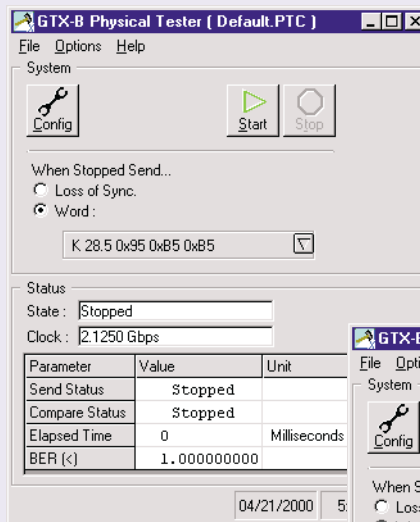 GTX-B Physical Tester ( Default.PTC )
File Options Help
System
Config
Start
Stop
When Stopped Send...
Loss of Sync.
Word :
K 28.5 0x95 0xB5 0xB5
Status
State : Stopped
Clock : 2.1250 Gbps
Parameter Value Unit
Send Status Stopped
Compare Status Stopped
Elapsed Time 0 Milliseconds
BER (<) 1.000000000
04/21/2000 5:
GTX-B
File
System
Config
When S